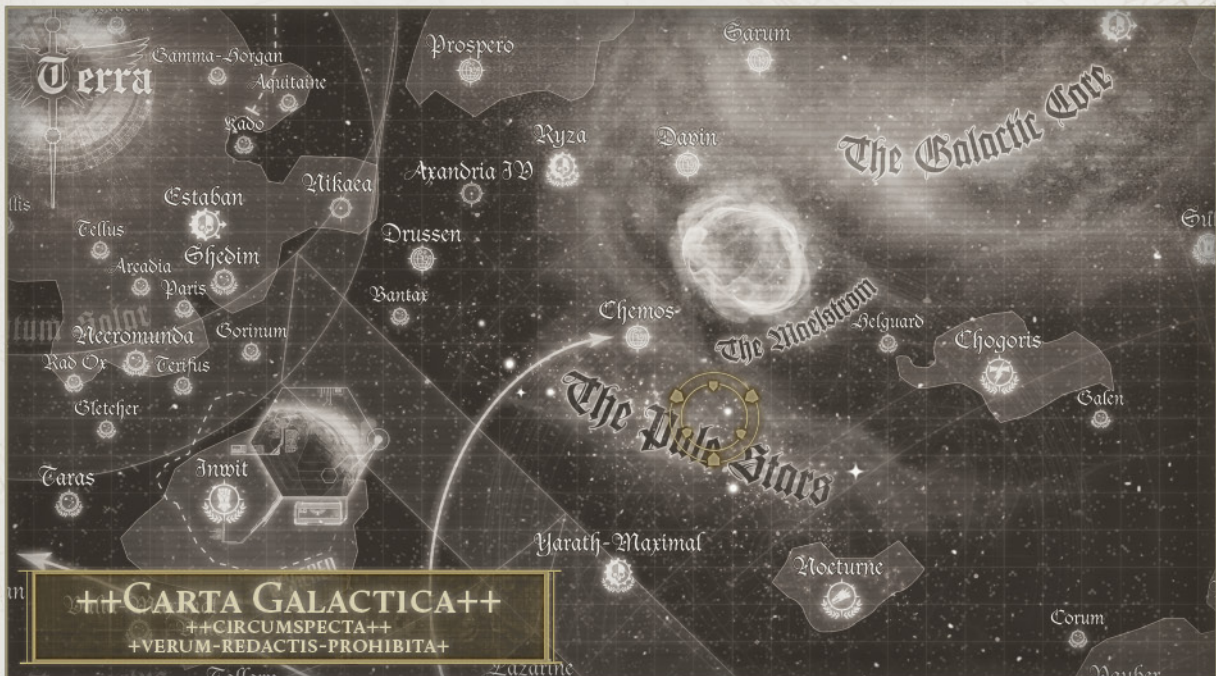 Terra
Gamma-Horgan
Aquitaine
Kado
Prospero
Sarum
The Galactic Core
Ryza
Davin
Axandria IV
Nikaea
Estaban
Tellus
Shedim
Drussen
Arcadia
Paris
Bantax
Chemos
The Maelstrom
Helguard
Chogoris
Necromunda
Gorinum
Rad Ox
Terifus
Galen
Gletcher
The Pale Stars
Inwit
Taras
Yarath-Maximal
Nocturne
Corum
++Carta Galactica++
++CIRCUMSPECTA++
+VERUM-REDACTIS-PROHIBITA+